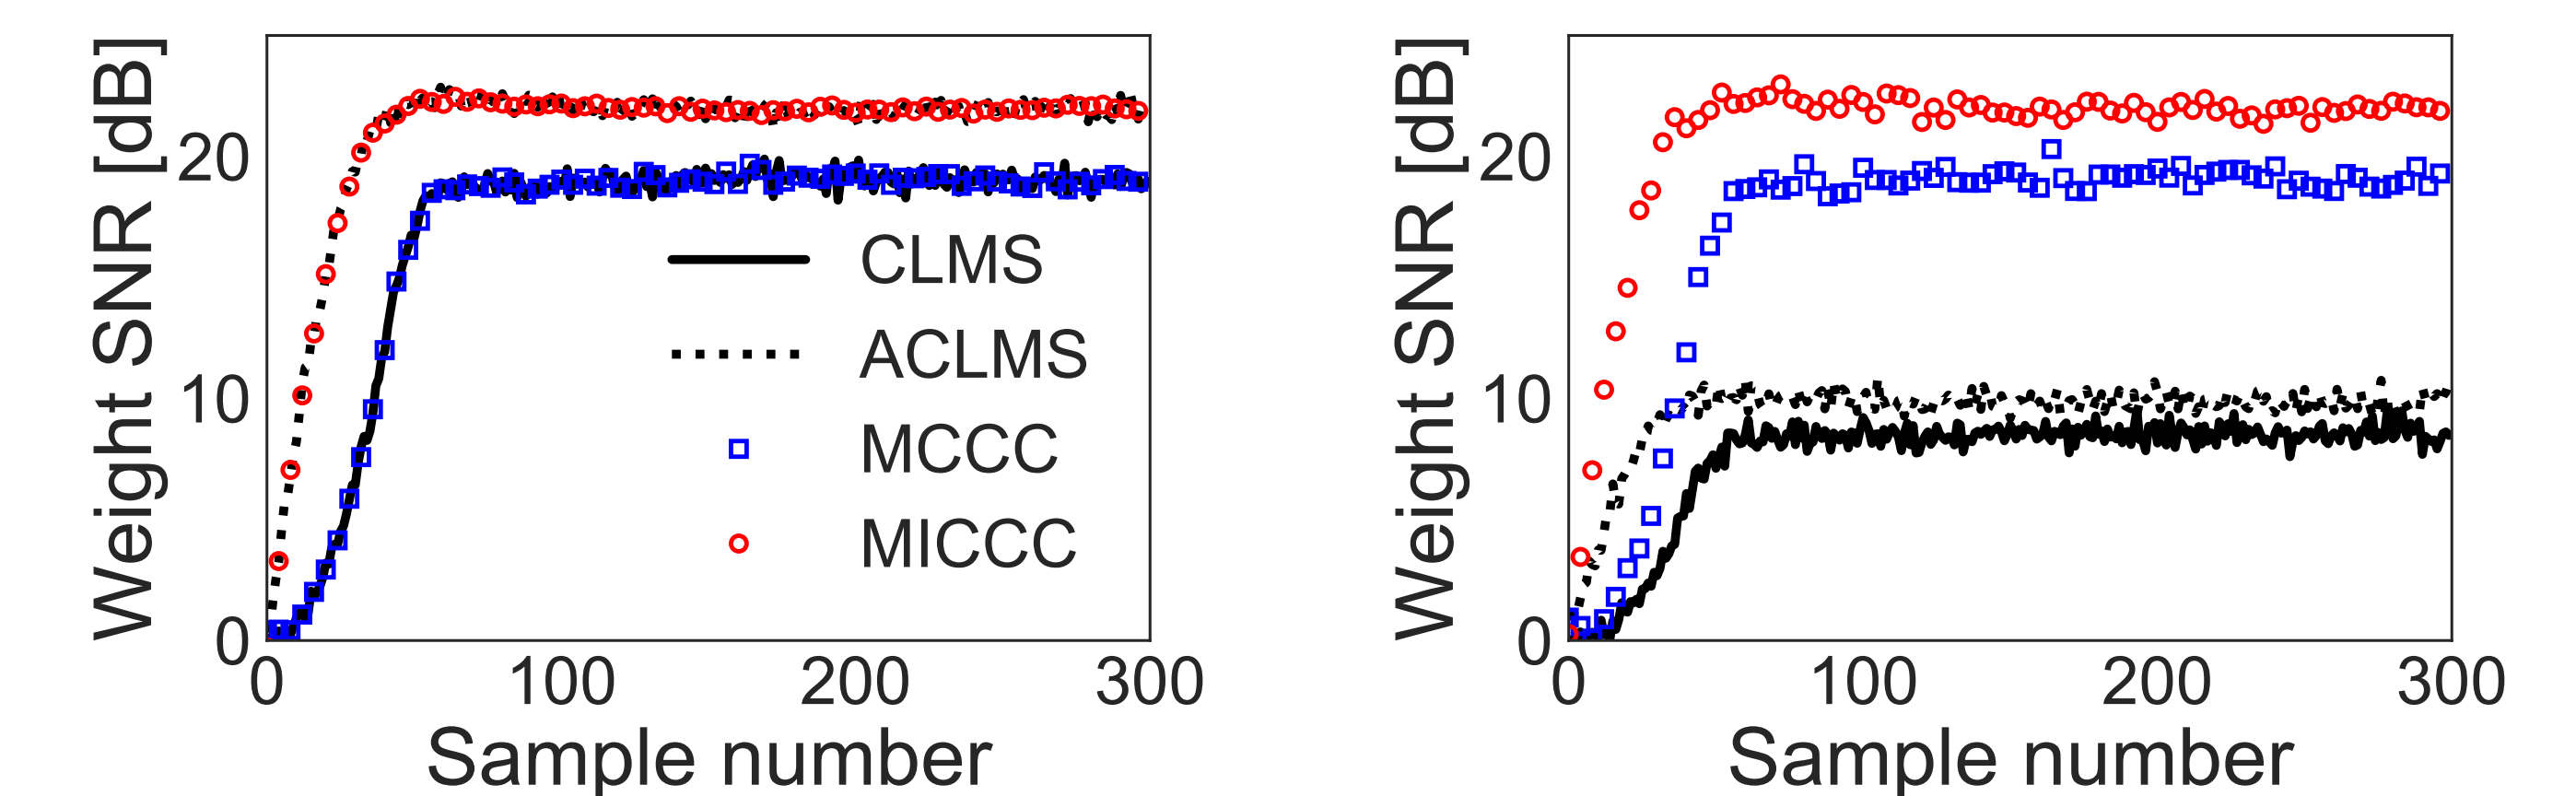 Weight SNR [dB]
20
10
0
0 100 200 300
Sample number
CLMS
ACLMS
MCCC
MICCC
Weight SNR [dB]
20
10
0
0 100 200 300
Sample number